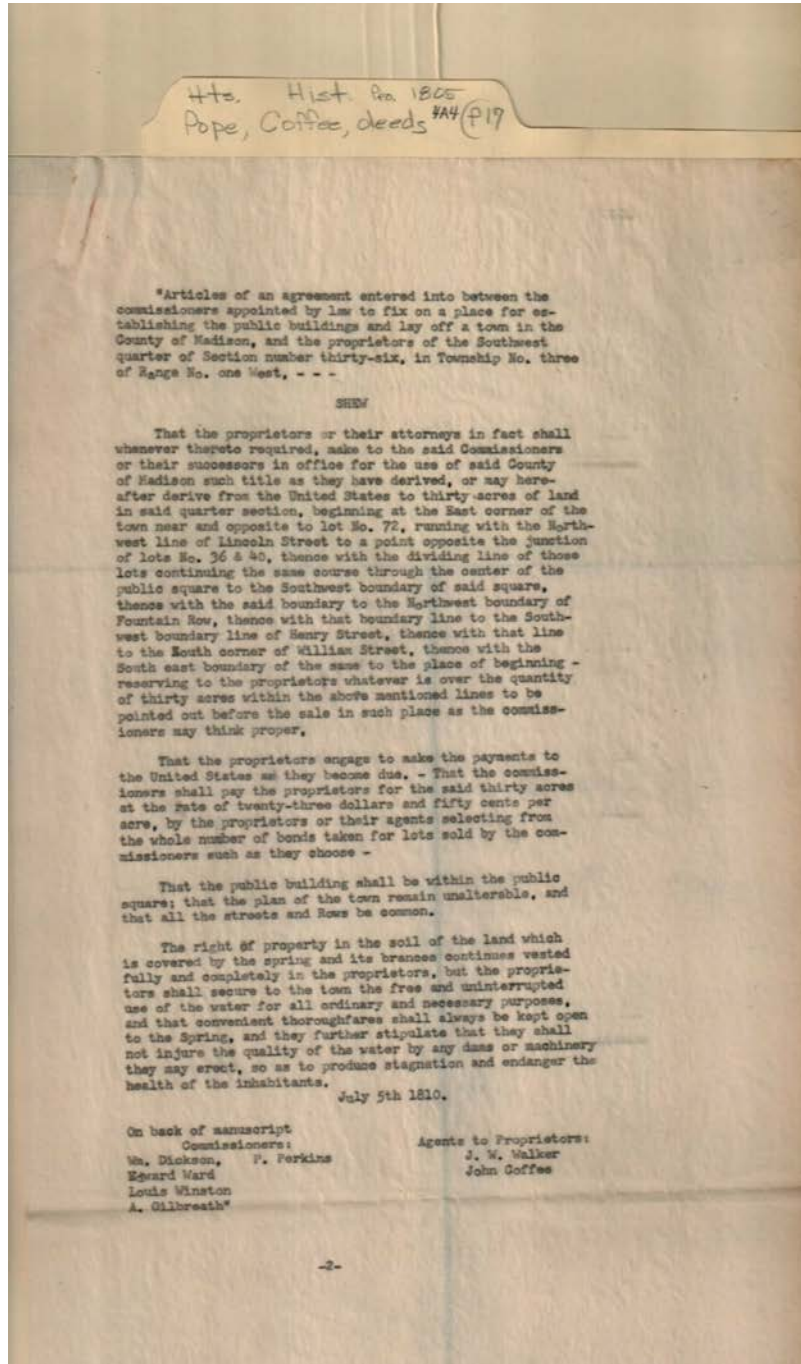 Hts. Hist. Pro. 1805
Pope, Coffee, deeds 4A4 P19
"Articles of an agreement entered into between the
commissioners appointed by law to fix on a place for es-
tablishing the public buildings and lay off a town in the
County of Madison, and the proprietors of the Southwest
quarter of Section number thirty-six, in Township No. three
of Range No. one West. - - -
SHEW
That the proprietors or their attorneys in fact shall
whenever thereto required, make to the said Commissioners
or their successors in office for the use of said County
of Madison such title as they have derived, or may here-
after derive from the United States to thirty acres of land
in said quarter section, beginning at the East corner of the
town near and opposite to lot No. 72, running with the North-
west line of Lincoln Street to a point opposite the junction
of lots No. 36 & 40, thence with the dividing line of those
lots continuing the same course through the center of the
public square to the Southwest boundary of said square,
thence with the said boundary to the Northwest boundary of
Fountain Row, thence with that boundary line to the South-
west boundary line of Henry Street, thence with that line
to the South corner of William Street, thence with the
South east boundary of the same to the place of beginning -
reserving to the proprietors whatever is over the quantity
of thirty acres within the above mentioned lines to be
pointed out before the sale in such place as the commiss-
ioners may think proper.
That the proprietors engage to make the payments to
the United States as they become due. - That the commiss-
ioners shall pay the proprietors for the said thirty acres
at the rate of twenty-three dollars and fifty cents per
acre, by the proprietors or their agents selecting from
the whole number of bonds taken for lots sold by the com-
missioners such as they choose -
That the public building shall be within the public
square; that the plan of the town remain unalterable, and
that all the streets and Rows be common.
The right of property in the soil of the land which
is covered by the spring and its brances continues vested
fully and completely in the proprietors, but the proprie-
tors shall secure to the town the free and uninterrupted
use of the water for all ordinary and necessary purposes,
and that convenient thoroughfares shall always be kept open
to the Spring, and they further stipulate that they shall
not injure the quality of the water by any dams or machinery
they may erect, so as to produce stagnation and endanger the
health of the inhabitants.
July 5th 1810.
On back of manuscript
Commissioners:
Wm. Dickson, P. Perkins
Edward Ward
Louis Winston
A. Gilbreath"
Agents to Proprietors:
J. W. Walker
John Coffee
-2-